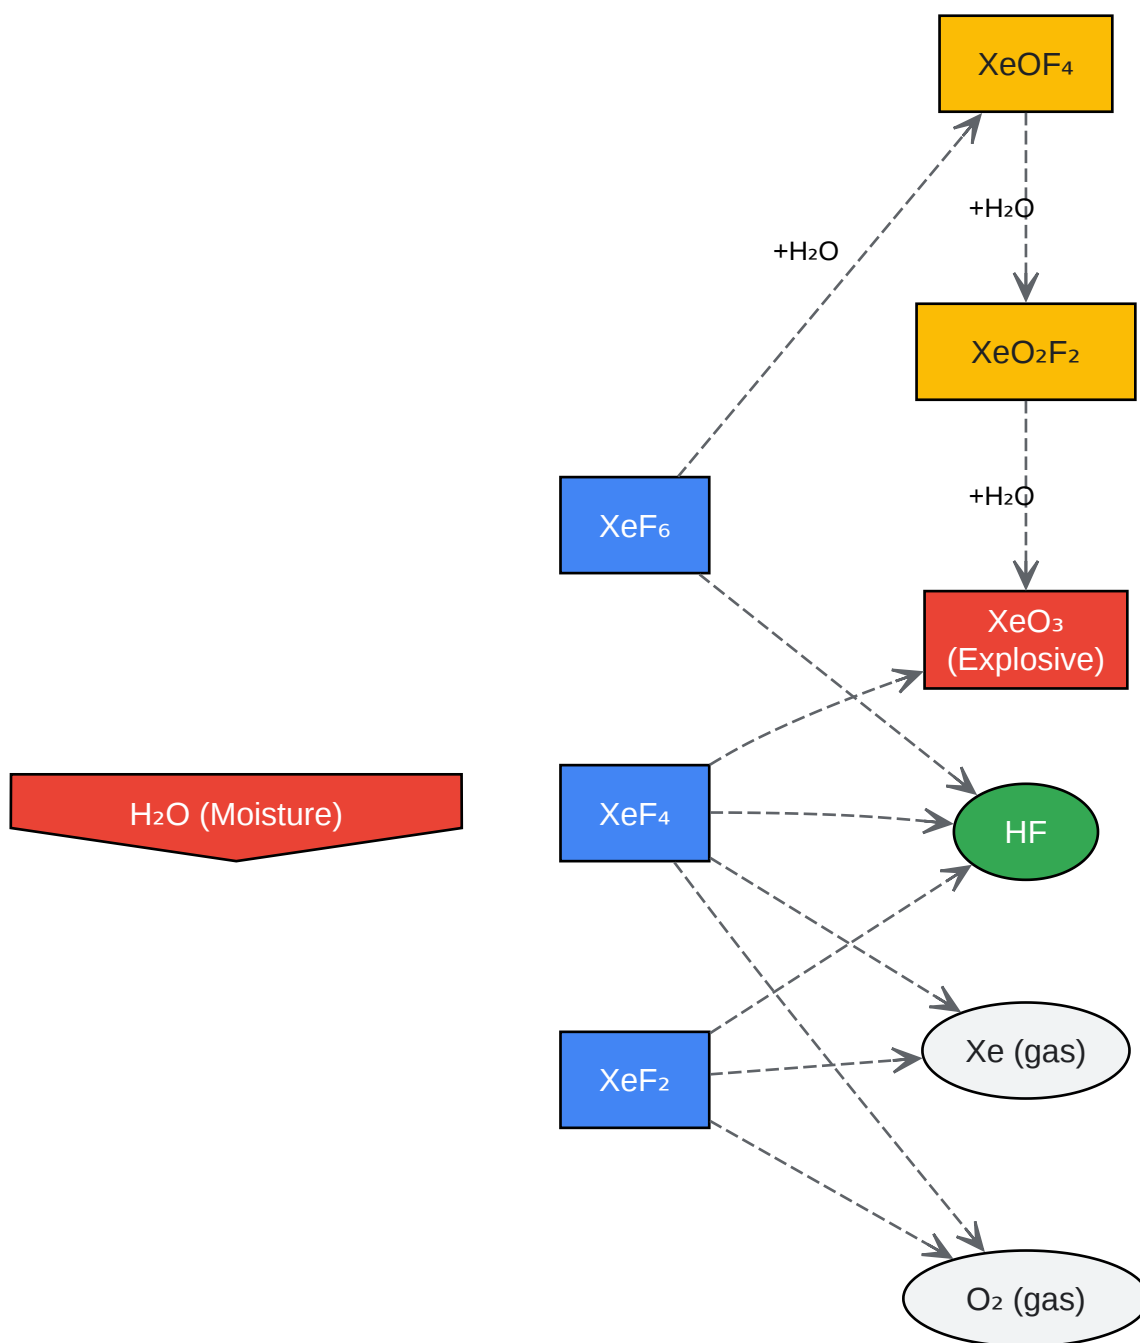 XeOF₄
+H₂O
+H₂O
XeO₂F₂
+H₂O
XeF₆
XeO₃
(Explosive)
H₂O (Moisture)
XeF₄
HF
Xe (gas)
XeF₂
O₂ (gas)